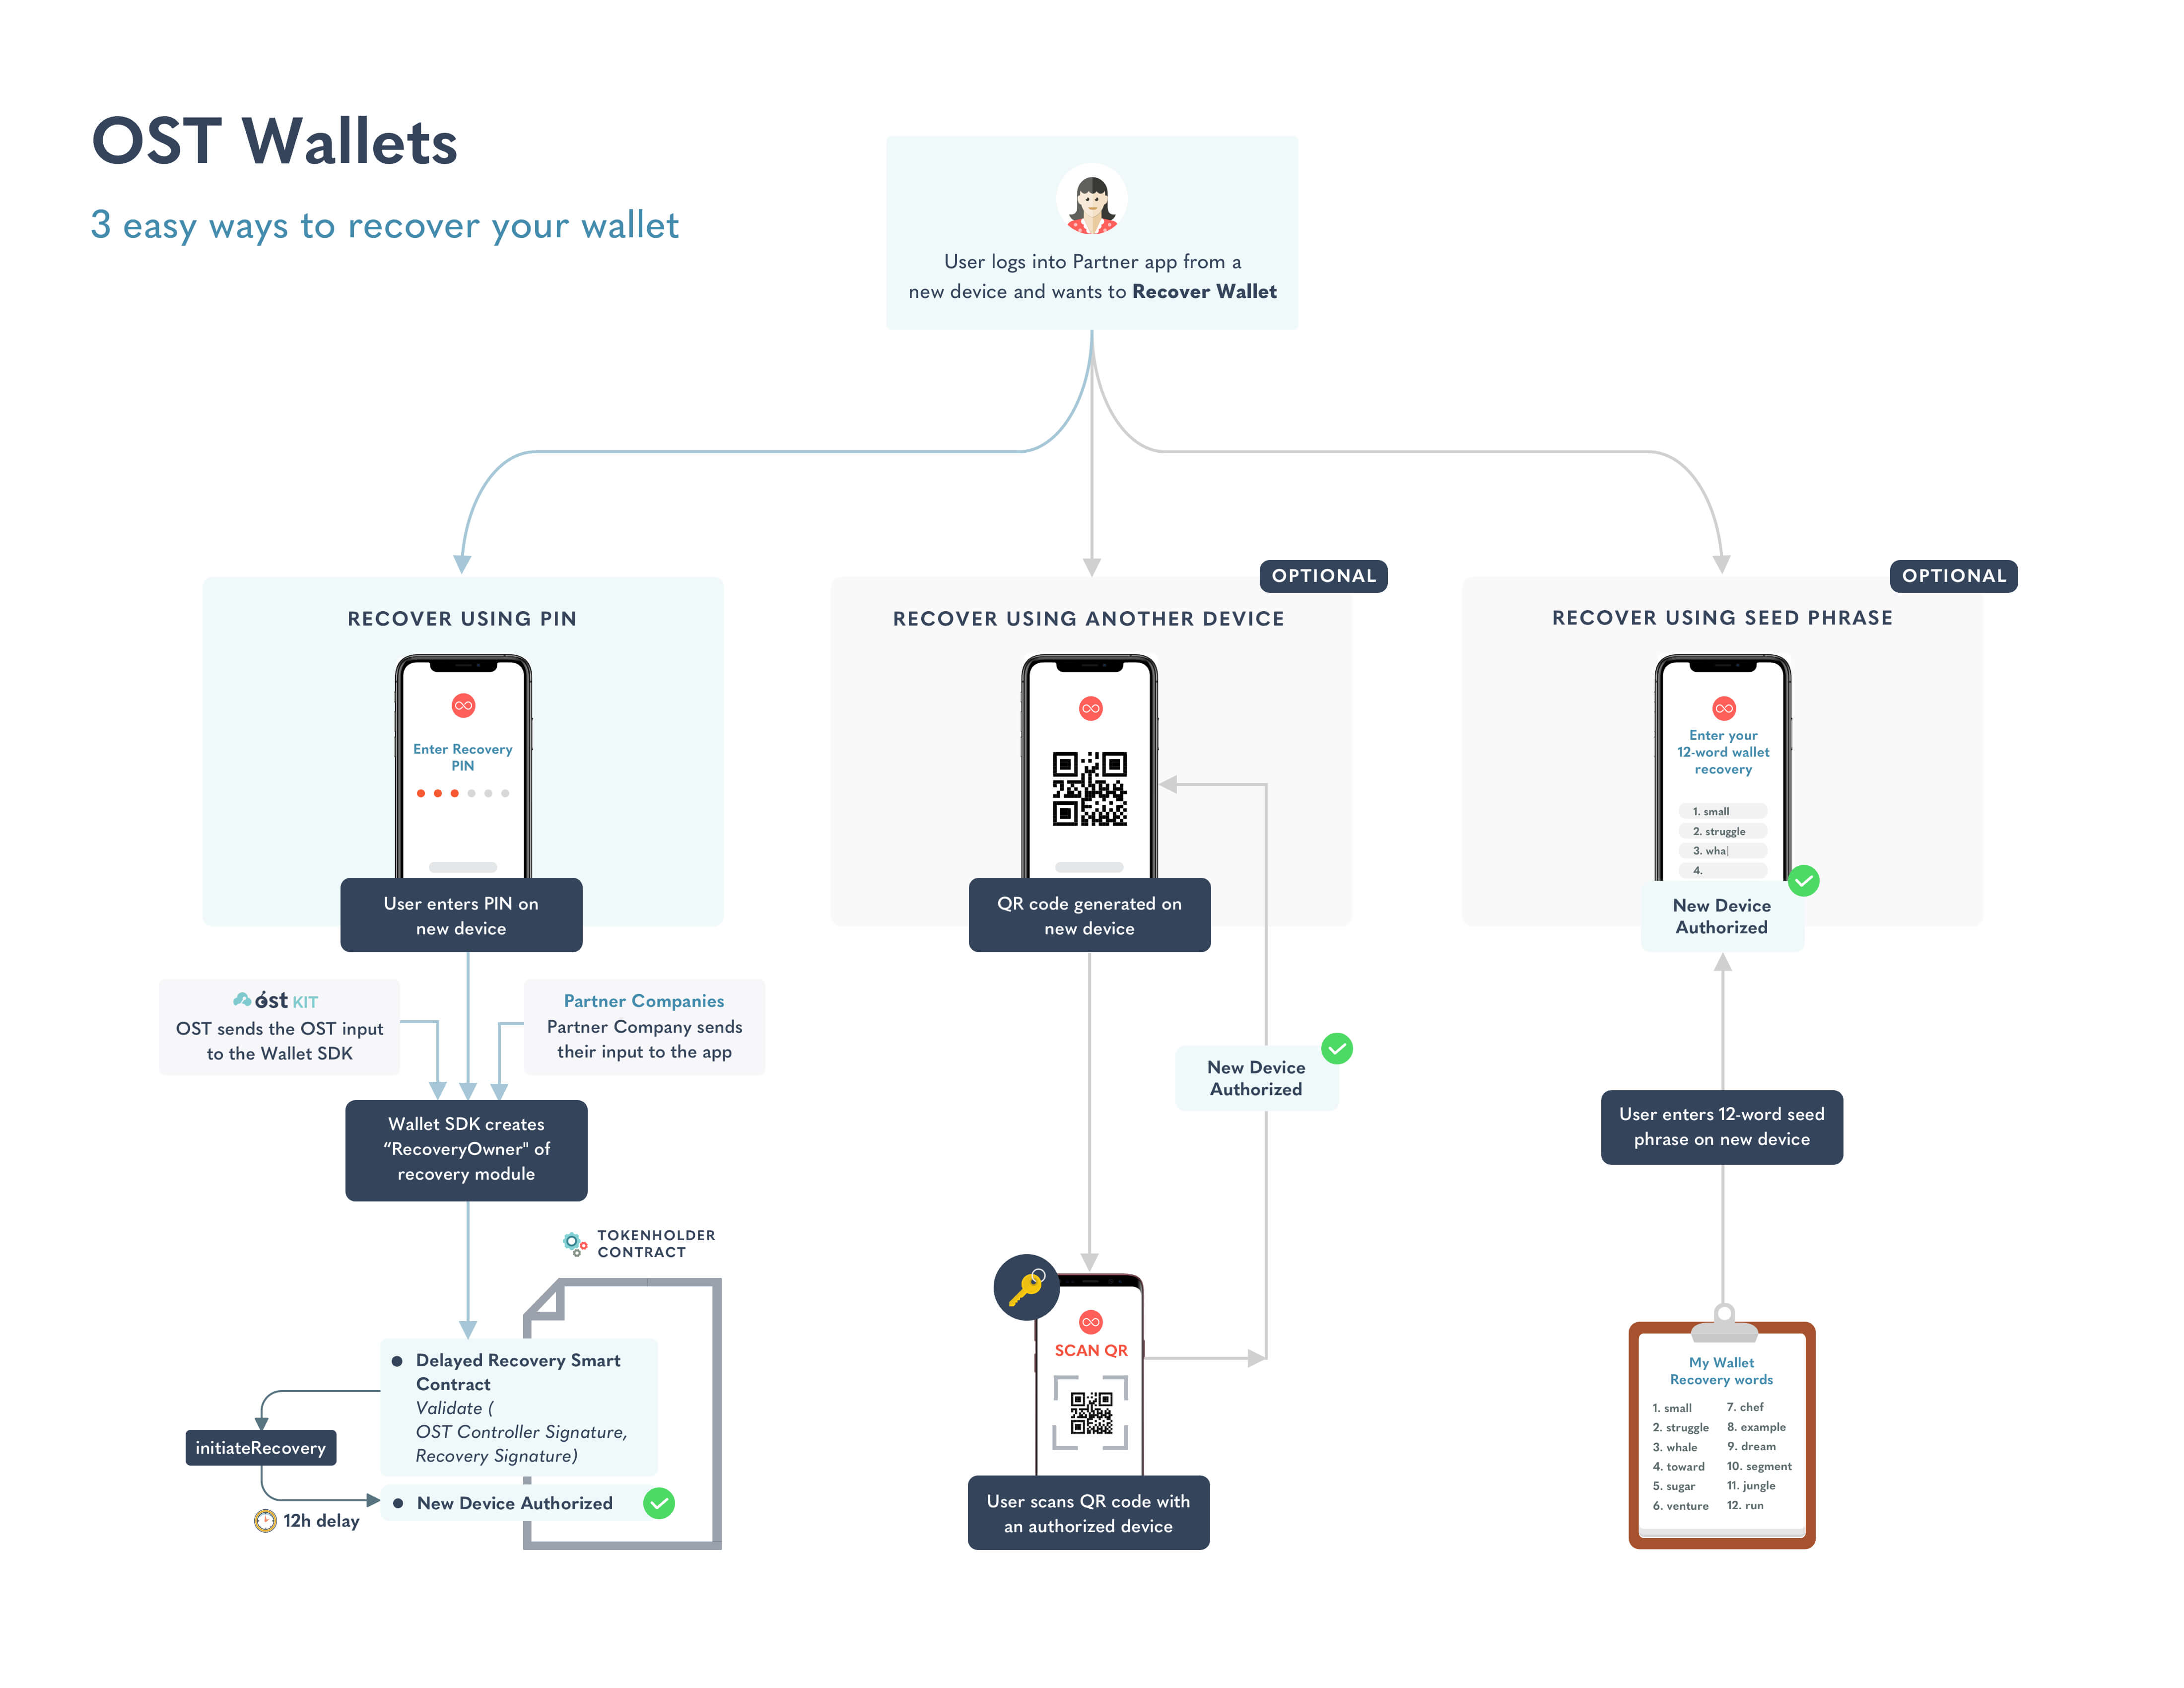 OST Wallets
3 easy ways to recover your wallet
User logs into Partner app from a
new device and wants to Recover Wallet
RECOVER USING PIN
Enter Recovery
PIN
User enters PIN on
new device
ost KIT
OST sends the OST input
to the Wallet SDK
Partner Companies
Partner Company sends
their input to the app
Wallet SDK creates
“RecoveryOwner" of
recovery module
TOKENHOLDER
CONTRACT
Delayed Recovery Smart
Contract
Validate (
OST Controller Signature,
Recovery Signature)
initiateRecovery
New Device Authorized
12h delay
OPTIONAL
RECOVER USING ANOTHER DEVICE
QR code generated on
new device
New Device
Authorized
SCAN QR
User scans QR code with
an authorized device
OPTIONAL
RECOVER USING SEED PHRASE
Enter your
12-word wallet
recovery
1. small
2. struggle
3. wha|
4.
New Device
Authorized
User enters 12-word seed
phrase on new device
My Wallet
Recovery words
1. small
2. struggle
3. whale
4. toward
5. sugar
6. venture
7. chef
8. example
9. dream
10. segment
11. jungle
12. run